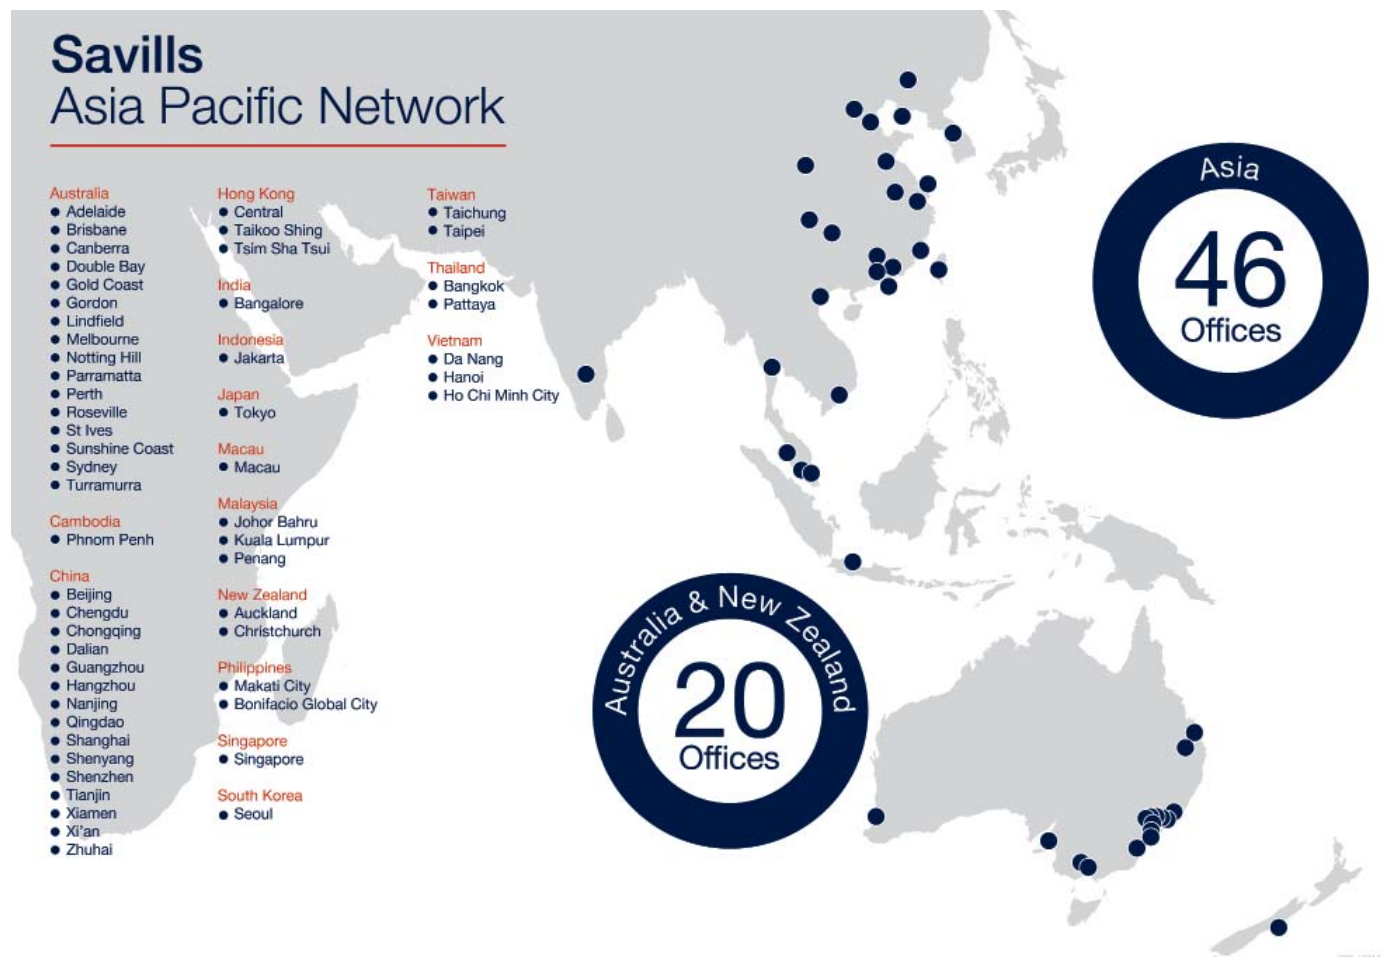 Savills
Asia Pacific Network
Australia
Adelaide
Brisbane
Canberra
Double Bay
Gold Coast
Gordon
Lindfield
Melbourne
Notting Hill
Parramatta
Perth
Roseville
St Ives
Sunshine Coast
Sydney
Turramurra
Cambodia
Phnom Penh
China
Beijing
Chengdu
Chongqing
Dalian
Guangzhou
Hangzhou
Nanjing
Qingdao
Shanghai
Shenyang
Shenzhen
Tianjin
Xiamen
Xi'an
Zhuhai
Hong Kong
Central
Taikoo Shing
Tsim Sha Tsui
India
Bangalore
Indonesia
Jakarta
Japan
Tokyo
Macau
Macau
Malaysia
Johor Bahru
Kuala Lumpur
Penang
New Zealand
Auckland
Christchurch
Philippines
Makati City
Bonifacio Global City
Singapore
Singapore
South Korea
Seoul
Taiwan
Taichung
Taipei
Thailand
Bangkok
Pattaya
Vietnam
Da Nang
Hanoi
Ho Chi Minh City
Asia
46
Offices
Australia & New Zealand
20
Offices